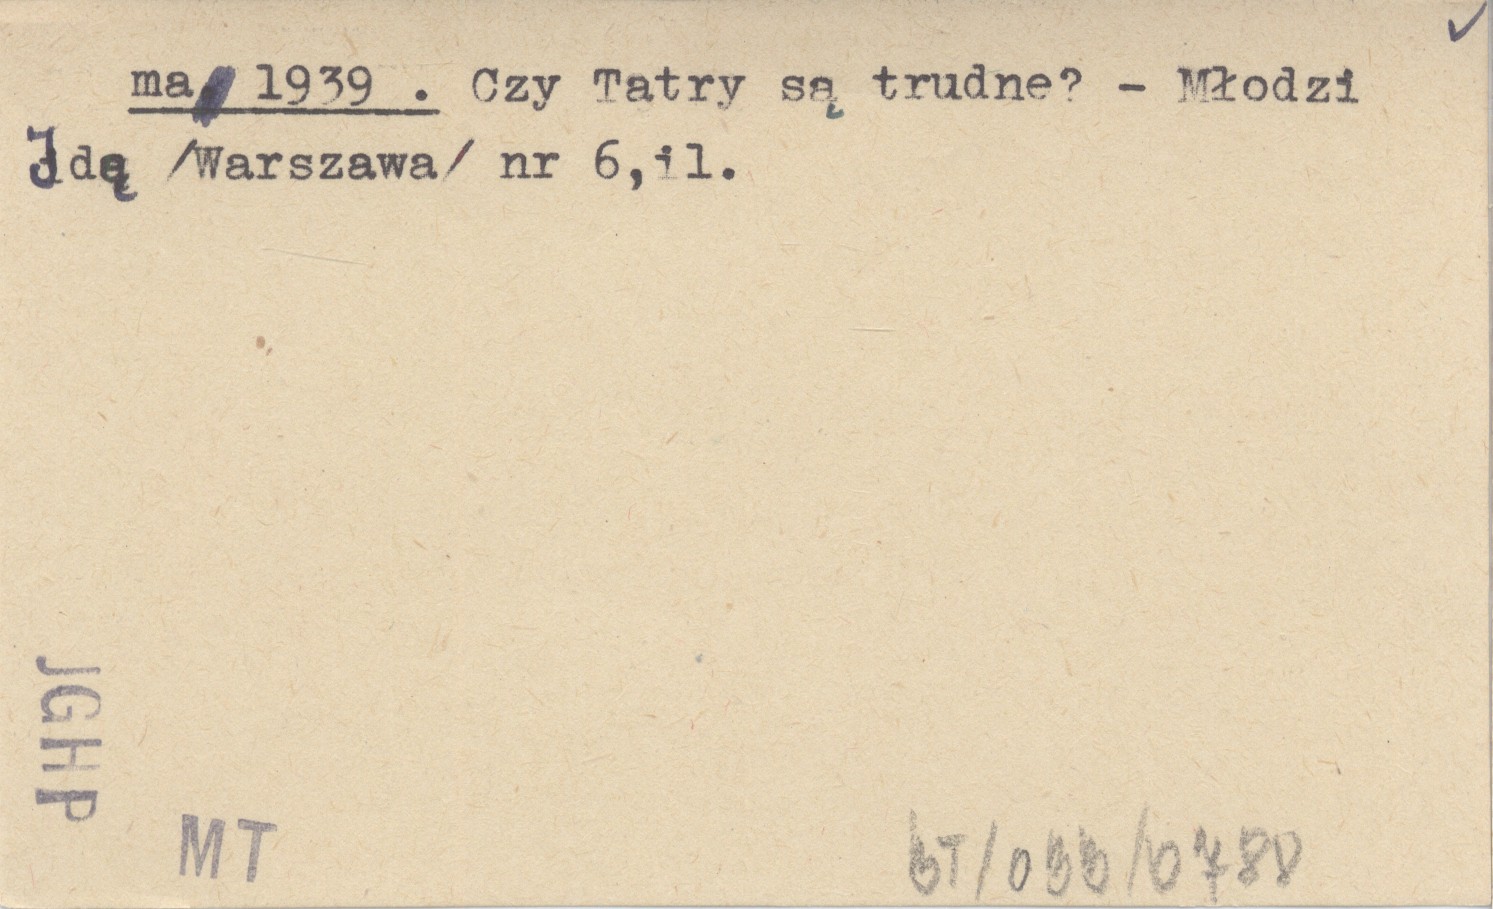 ma 1939 . Czy Tatry są trudne? - Młodzi
Idą /Warszawa/ nr 6,il.
JGHP
MT